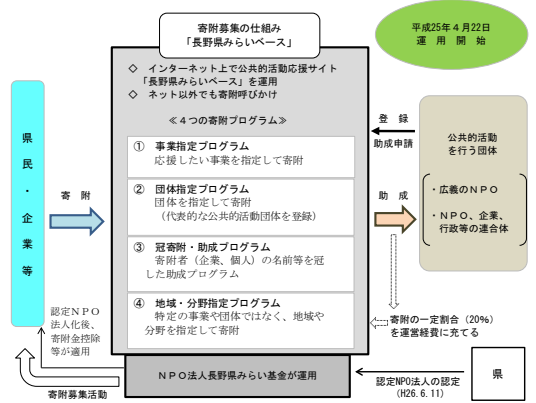 寄附募集の仕組み
「長野県みらいベース」
平成25年４月22日
運　用　開　始
◇　インターネット上で公共的活動応援サイト
「長野県みらいベース」を運用
◇　ネット以外でも寄附呼びかけ
≪４つの寄附プログラム≫
①　事業指定プログラム
応援したい事業を指定して寄附
②　団体指定プログラム
団体を指定して寄附
（代表的な公共的活動団体を登録）
③　冠寄附・助成プログラム
寄附者（企業、個人）の名前等を冠
した助成プログラム
④　地域・分野指定プログラム
特定の事業や団体ではなく、地域や
分野を指定して寄附
ＮＰＯ法人長野県みらい基金が運用
県民・企業等
寄　附
登　録
助成申請
助　成
公共的活動
を行う団体
・広義のＮＰＯ
・ＮＰＯ、企業、
行政等の連合体
寄附の一定割合（20%）
を運営経費に充てる
認定ＮＰＯ
法人化後、
寄附金控除
等が適用
寄附募集活動
認定NPO法人の認定
（H26.6.11）
県